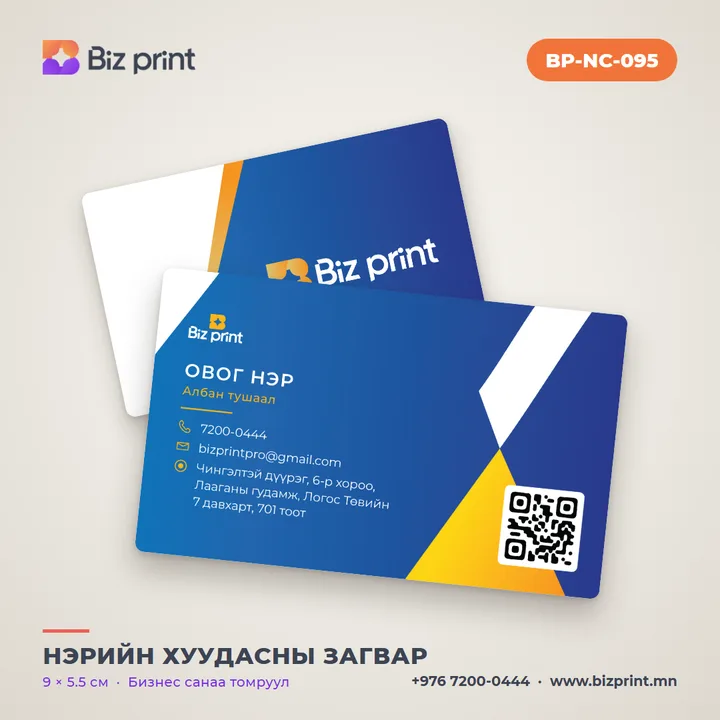 Biz print
BP-NC-095
Biz print
Biz print
ОВОГ НЭР
Албан тушаал
7200-0444
bizprintpro@gmail.com
Чингэлтэй дүүрэг, 6-р хороо,
Лааганы гудамж, Логос Төвийн
7 давхарт, 701 тоот
НЭРИЙН ХУУДАСНЫ ЗАГВАР
9 × 5.5 см · Бизнес санаа томруул
+976 7200-0444 · www.bizprint.mn